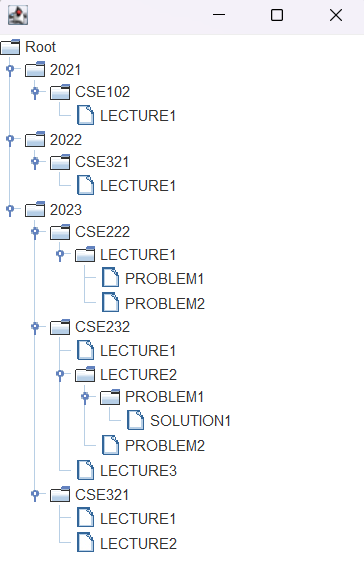 Root
2021
CSE102
LECTURE1
2022
CSE321
LECTURE1
2023
CSE222
LECTURE1
PROBLEM1
PROBLEM2
CSE232
LECTURE1
LECTURE2
PROBLEM1
SOLUTION1
PROBLEM2
LECTURE3
CSE321
LECTURE1
LECTURE2